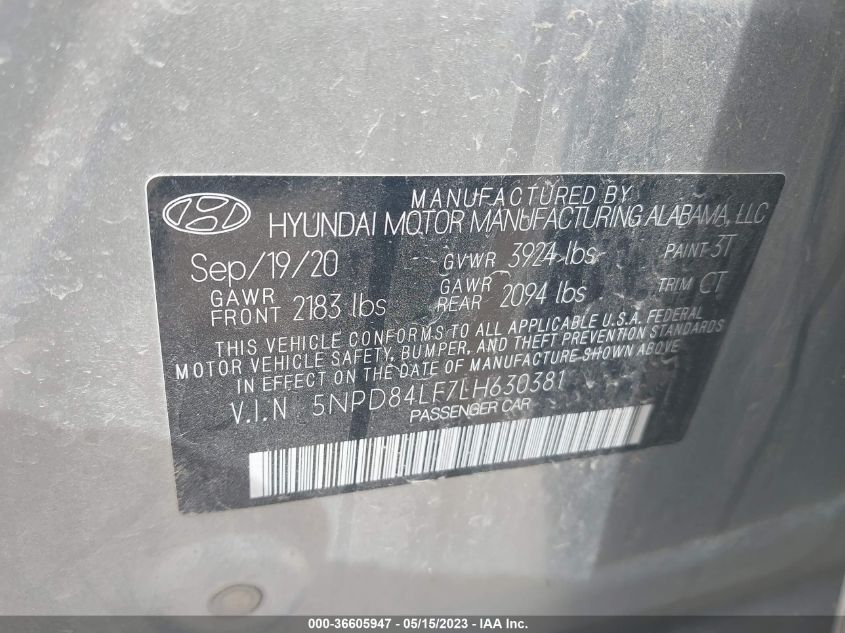 MANUFACTURED BY
HYUNDAI MOTOR MANUFACTURING ALABAMA, LLC
Sep/19/20 GVWR 3924 lbs PAINT 3T
GAWR FRONT 2183 lbs GAWR REAR 2094 lbs TRIM CT
THIS VEHICLE CONFORMS TO ALL APPLICABLE U.S.A. FEDERAL
MOTOR VEHICLE SAFETY, BUMPER, AND THEFT PREVENTION STANDARDS
IN EFFECT ON THE DATE OF MANUFACTURE SHOWN ABOVE
V.I.N 5NPD84LF7LH630381
PASSENGER CAR
000-36605947 - 05/15/2023 - IAA Inc.